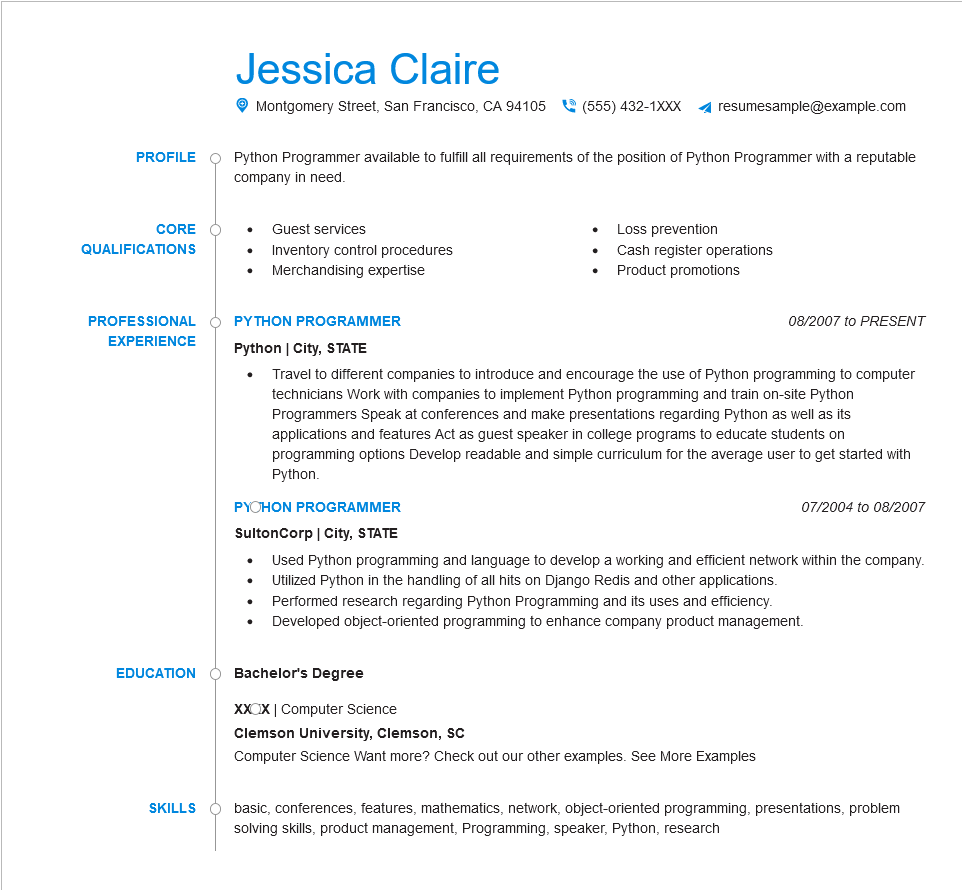 Jessica Claire
Montgomery Street, San Francisco, CA 94105 (555) 432-1XXX resumesample@example.com
PROFILE
Python Programmer available to fulfill all requirements of the position of Python Programmer with a reputable
company in need.
CORE
QUALIFICATIONS
• Guest services
• Inventory control procedures
• Merchandising expertise
• Loss prevention
• Cash register operations
• Product promotions
PROFESSIONAL
EXPERIENCE
PYTHON PROGRAMMER 08/2007 to PRESENT
Python | City, STATE
• Travel to different companies to introduce and encourage the use of Python programming to computer
technicians Work with companies to implement Python programming and train on-site Python
Programmers Speak at conferences and make presentations regarding Python as well as its
applications and features Act as guest speaker in college programs to educate students on
programming options Develop readable and simple curriculum for the average user to get started with
Python.
PYTHON PROGRAMMER 07/2004 to 08/2007
SultonCorp | City, STATE
• Used Python programming and language to develop a working and efficient network within the company.
• Utilized Python in the handling of all hits on Django Redis and other applications.
• Performed research regarding Python Programming and its uses and efficiency.
• Developed object-oriented programming to enhance company product management.
EDUCATION
Bachelor's Degree
XXXX | Computer Science
Clemson University, Clemson, SC
Computer Science Want more? Check out our other examples. See More Examples
SKILLS
basic, conferences, features, mathematics, network, object-oriented programming, presentations, problem
solving skills, product management, Programming, speaker, Python, research